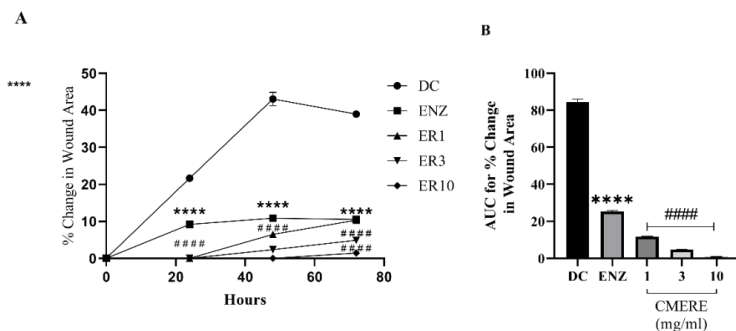 A
****
50
40
30
20
10
0
% Change in Wound Area
0
20
40
60
80
Hours
****
****
****
####
####
####
####
DC
ENZ
ER1
ER3
ER10
B
100
80
60
40
20
0
AUC for % Change
in Wound Area
****
####
DC ENZ 1 3 10
CMERE
(mg/ml)